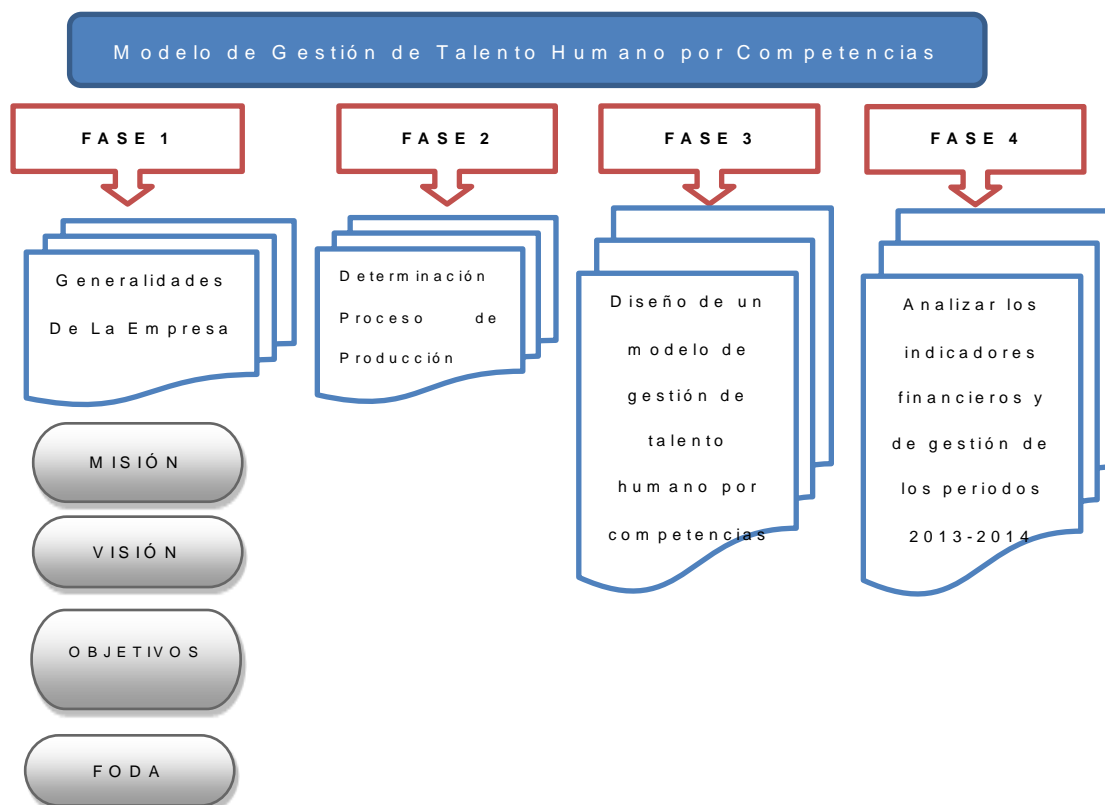 Modelo de Gestión de Talento Humano por Competencias
FASE 1
FASE 2
FASE 3
FASE 4
Generalidades
De La Empresa
Determinación
Proceso de
Producción
Diseño de un
modelo de
gestión de
talento
humano por
competencias
Analizar los
indicadores
financieros y
de gestión de
los periodos
2013-2014
MISIÓN
VISIÓN
OBJETIVOS
FODA